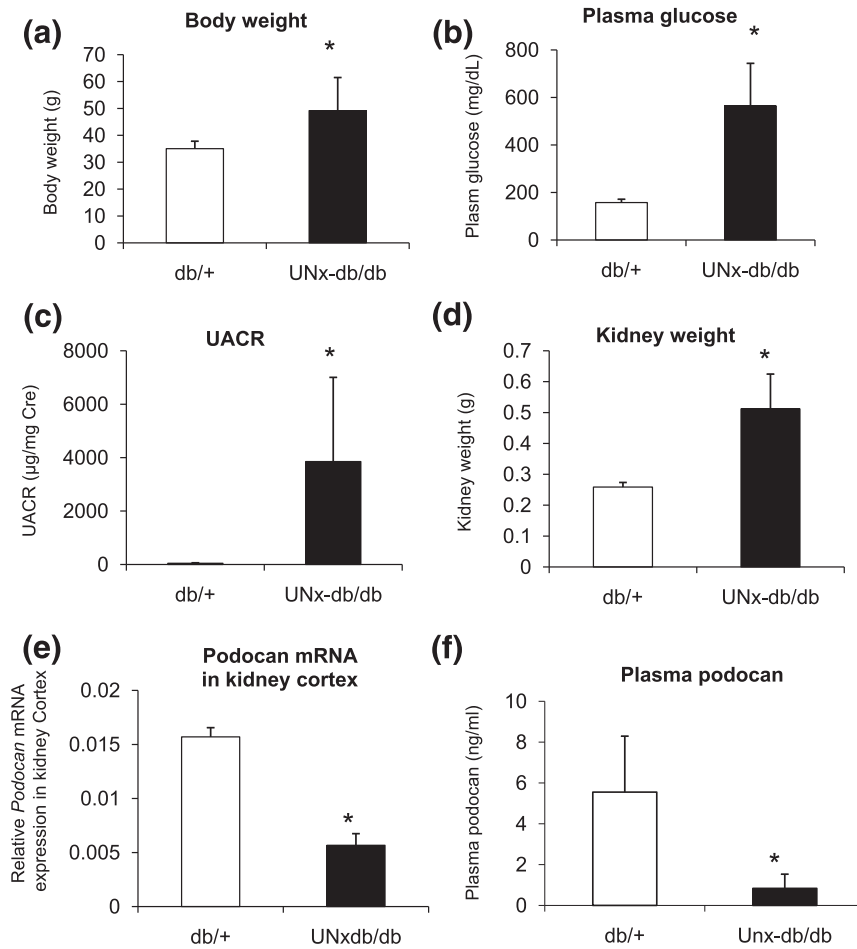 (a)
Body weight
*
Body weight (g)
70
60
50
40
30
20
10
0
db/+
UNx-db/db
(b)
Plasma glucose
*
Plasm glucose (mg/dL)
800
600
400
200
0
db/+
UNx-db/db
(c)
UACR
*
UACR (µg/mg Cre)
8000
6000
4000
2000
0
db/+
UNx-db/db
(d)
Kidney weight
*
Kidney weight (g)
0.7
0.6
0.5
0.4
0.3
0.2
0.1
0
db/+
UNx-db/db
(e)
Podocan mRNA
in kidney cortex
Relative Podocan mRNA
expression in kidney Cortex
0.02
0.015
0.01
0.005
0
*
db/+
UNxdb/db
(f)
Plasma podocan
Plasma podocan (ng/ml)
10
8
6
4
2
0
*
db/+
Unx-db/db